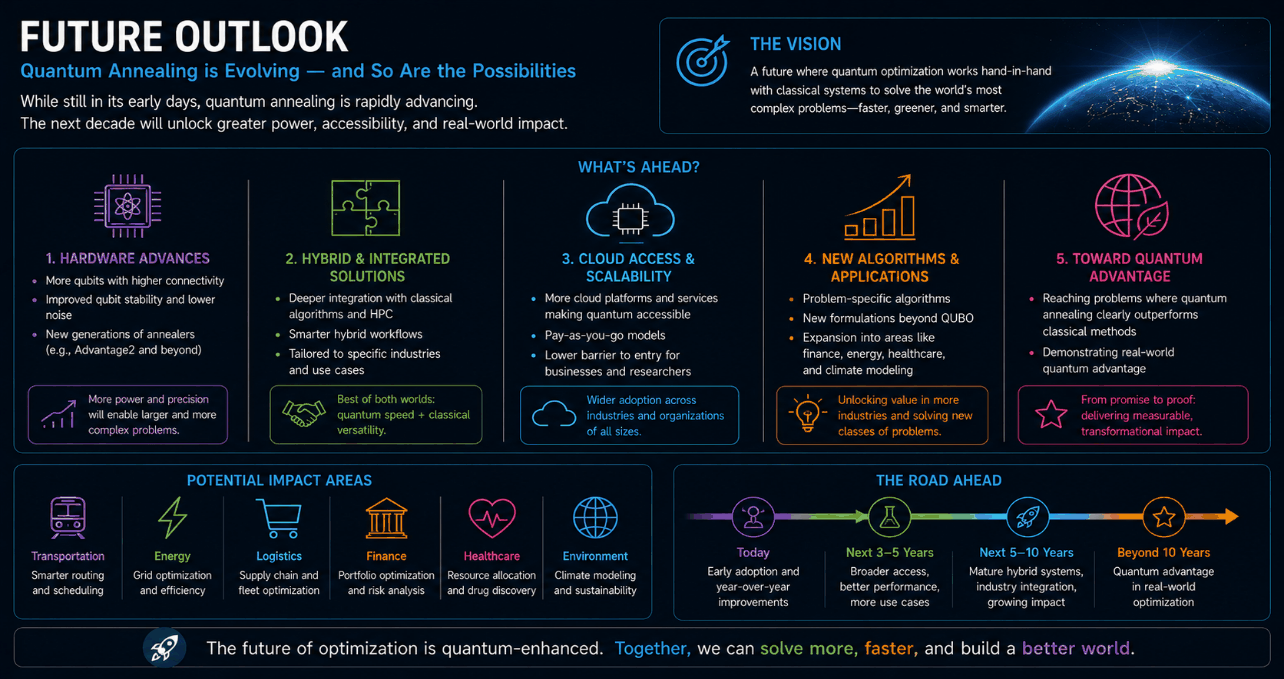 FUTURE OUTLOOK
Quantum Annealing is Evolving — and So Are the Possibilities
While still in its early days, quantum annealing is rapidly advancing.
The next decade will unlock greater power, accessibility, and real-world impact.
THE VISION
A future where quantum optimization works hand-in-hand
with classical systems to solve the world's most
complex problems—faster, greener, and smarter.
WHAT'S AHEAD?
1. HARDWARE ADVANCES
• More qubits with higher connectivity
• Improved qubit stability and lower
noise
• New generations of annealers
(e.g., Advantage2 and beyond)
More power and precision
will enable larger and more
complex problems.
2. HYBRID & INTEGRATED
SOLUTIONS
• Deeper integration with classical
algorithms and HPC
• Smarter hybrid workflows
• Tailored to specific industries
and use cases
Best of both worlds:
quantum speed + classical
versatility.
3. CLOUD ACCESS &
SCALABILITY
• More cloud platforms and services
making quantum accessible
• Pay-as-you-go models
• Lower barrier to entry for
businesses and researchers
Wider adoption across
industries and organizations
of all sizes.
4. NEW ALGORITHMS &
APPLICATIONS
• Problem-specific algorithms
• New formulations beyond QUBO
• Expansion into areas like
finance, energy, healthcare,
and climate modeling
Unlocking value in more
industries and solving new
classes of problems.
5. TOWARD QUANTUM
ADVANTAGE
• Reaching problems where quantum
annealing clearly outperforms
classical methods
• Demonstrating real-world
quantum advantage
From promise to proof:
delivering measurable,
transformational impact.
POTENTIAL IMPACT AREAS
Transportation
Smarter routing
and scheduling
Energy
Grid optimization
and efficiency
Logistics
Supply chain and
fleet optimization
Finance
Portfolio optimization
and risk analysis
Healthcare
Resource allocation
and drug discovery
Environment
Climate modeling
and sustainability
THE ROAD AHEAD
Today
Early adoption and
year-over-year
improvements
Next 3–5 Years
Broader access,
better performance,
more use cases
Next 5–10 Years
Mature hybrid systems,
industry integration,
growing impact
Beyond 10 Years
Quantum advantage
in real-world
optimization
The future of optimization is quantum-enhanced. Together, we can solve more, faster, and build a better world.